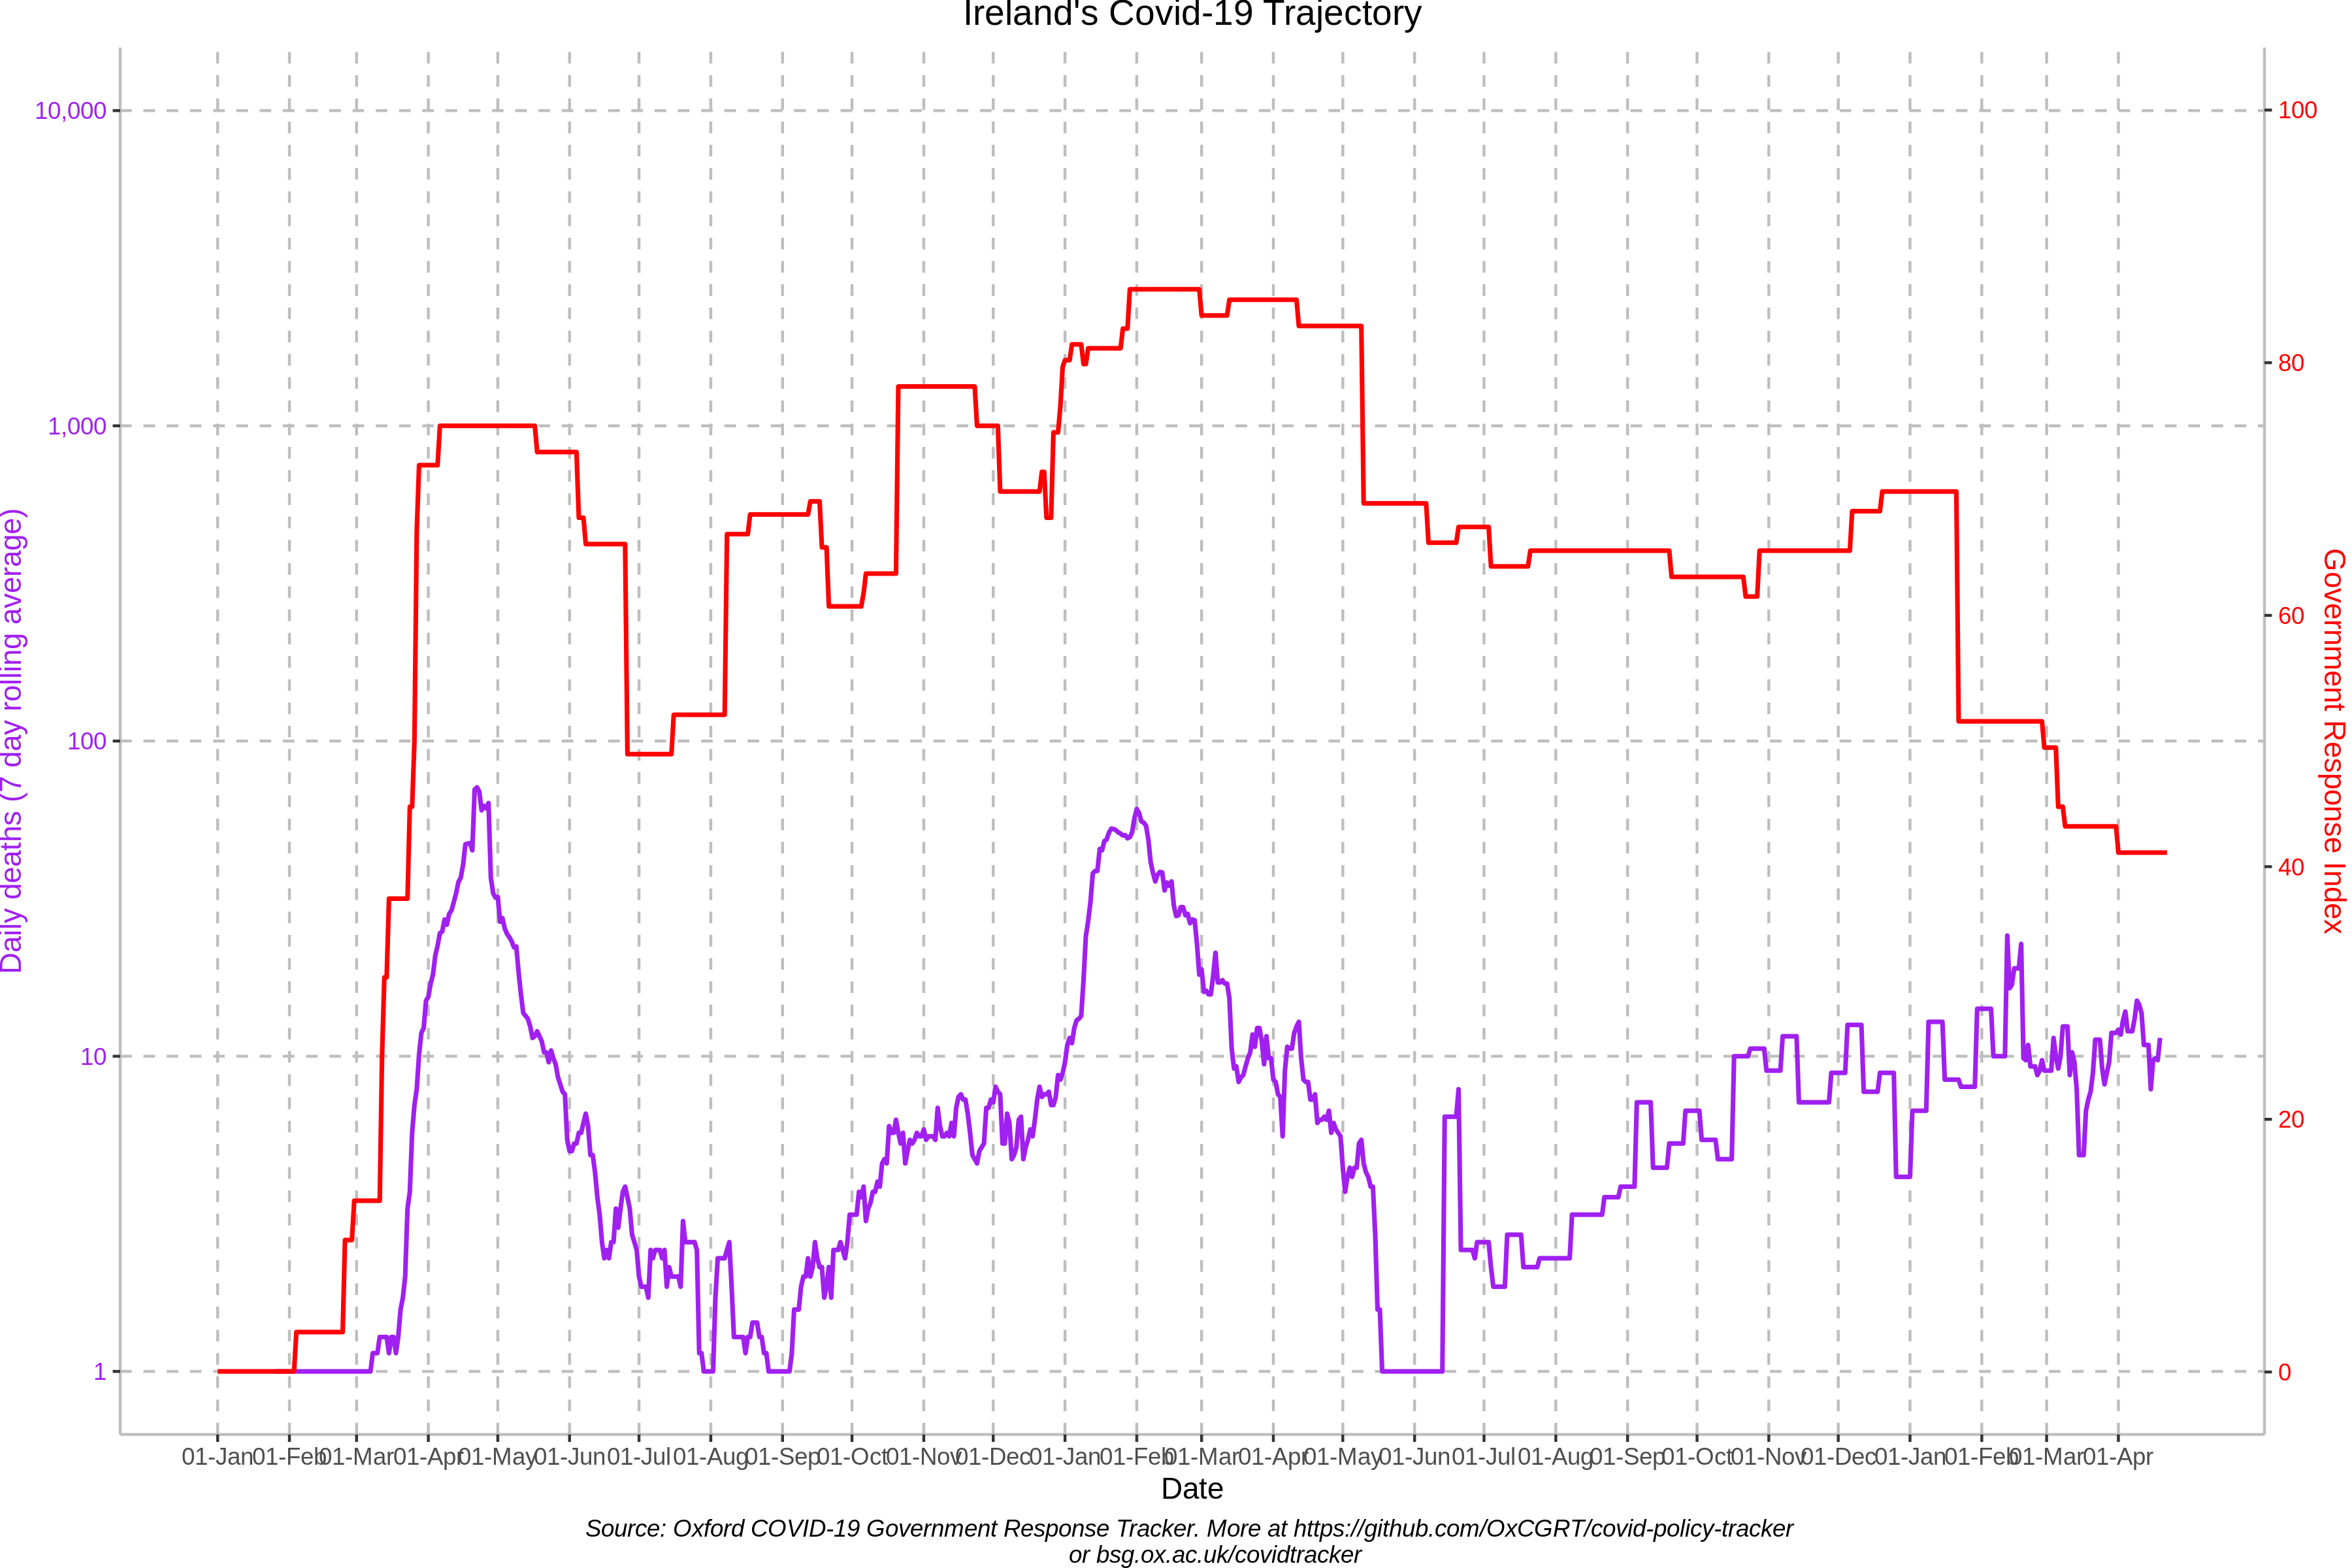 Ireland's Covid-19 Trajectory
10,000
1,000
100
10
1
Daily deaths (7 day rolling average)
100
80
60
40
20
0
Government Response Index
01-Jan 01-Feb 01-Mar 01-Apr 01-May 01-Jun 01-Jul 01-Aug 01-Sep 01-Oct 01-Nov 01-Dec 01-Jan 01-Feb 01-Mar 01-Apr 01-May 01-Jun 01-Jul 01-Aug 01-Sep 01-Oct 01-Nov 01-Dec 01-Jan 01-Feb 01-Mar 01-Apr
Date
Source: Oxford COVID-19 Government Response Tracker. More at https://github.com/OxCGRT/covid-policy-tracker
or bsg.ox.ac.uk/covidtracker